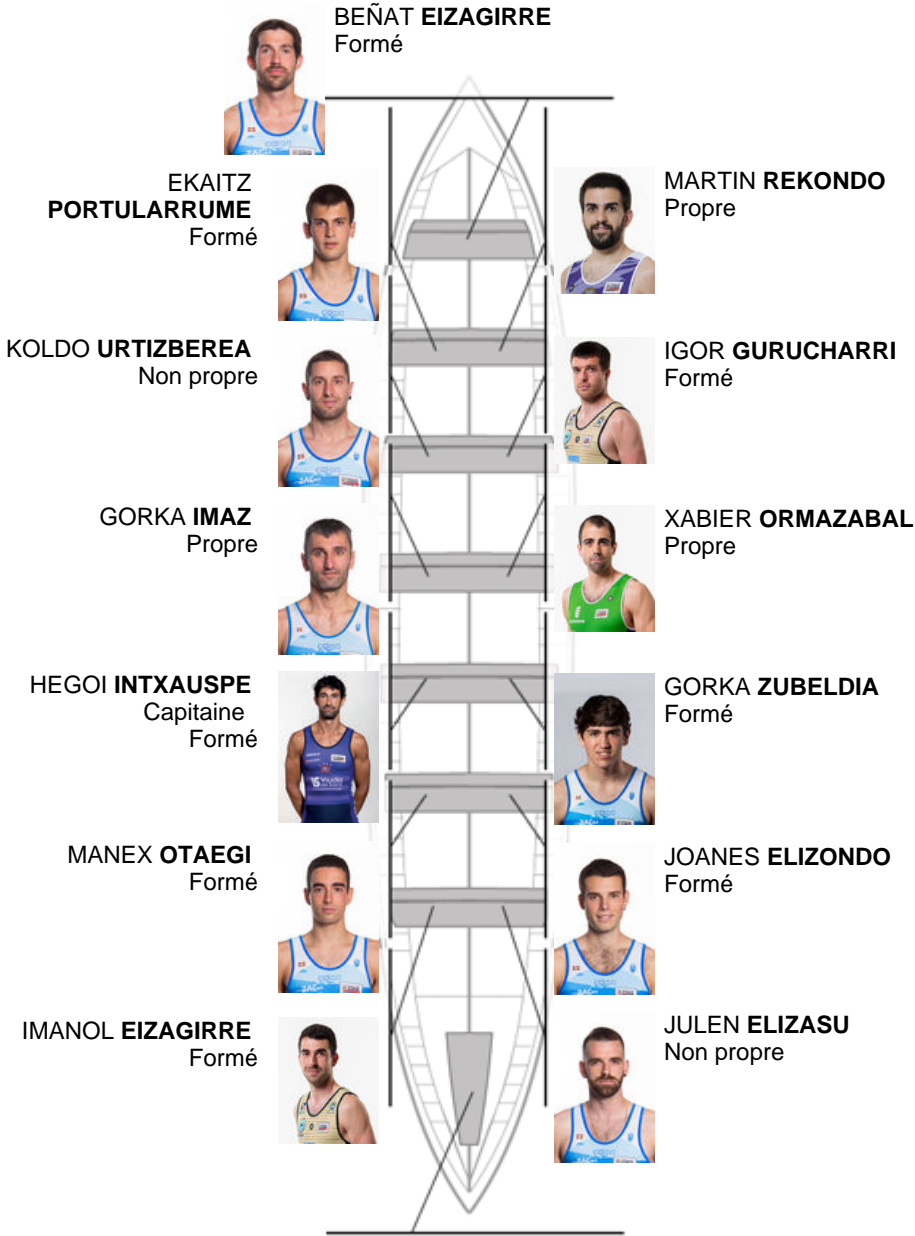 BEÑAT EIZAGIRRE
Formé
EKAITZ
PORTULARRUME
Formé
MARTIN REKONDO
Propre
KOLDO URTIZBEREA
Non propre
IGOR GURUCHARRI
Formé
GORKA IMAZ
Propre
XABIER ORMAZABAL
Propre
HEGOI INTXAUSPE
Capitaine
Formé
GORKA ZUBELDIA
Formé
MANEX OTAEGI
Formé
JOANES ELIZONDO
Formé
IMANOL EIZAGIRRE
Formé
JULEN ELIZASU
Non propre